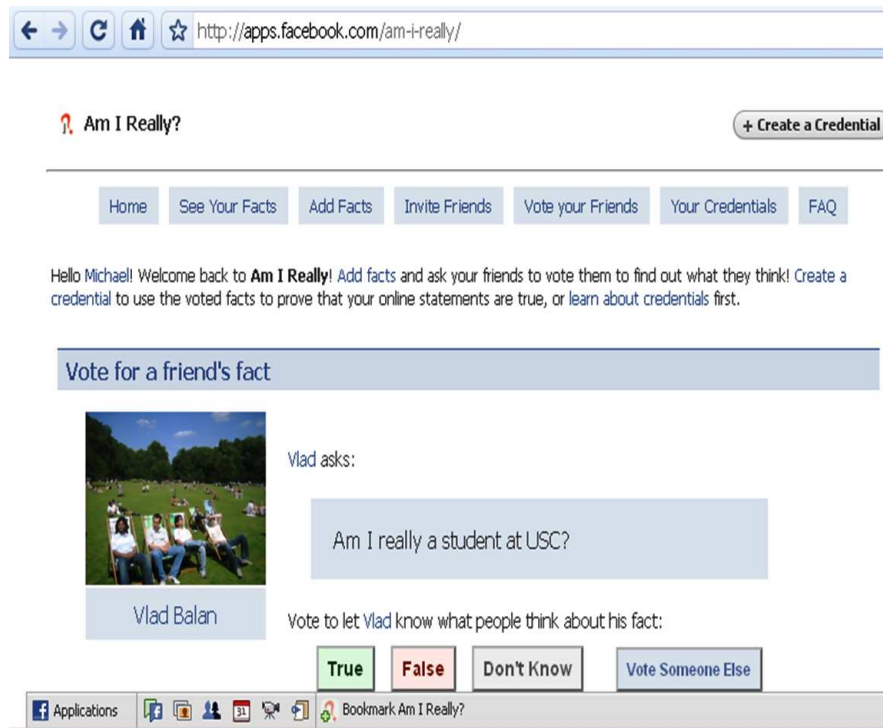 http://apps.facebook.com/am-i-really/
Am I Really?
+ Create a Credential
Home See Your Facts Add Facts Invite Friends Vote your Friends Your Credentials FAQ
Hello Michael! Welcome back to Am I Really! Add facts and ask your friends to vote them to find out what they think! Create a
credential to use the voted facts to prove that your online statements are true, or learn about credentials first.
Vote for a friend's fact
Vlad asks:
Am I really a student at USC?
Vlad Balan
Vote to let Vlad know what people think about his fact:
True False Don't Know Vote Someone Else
Applications 31 Bookmark Am I Really?